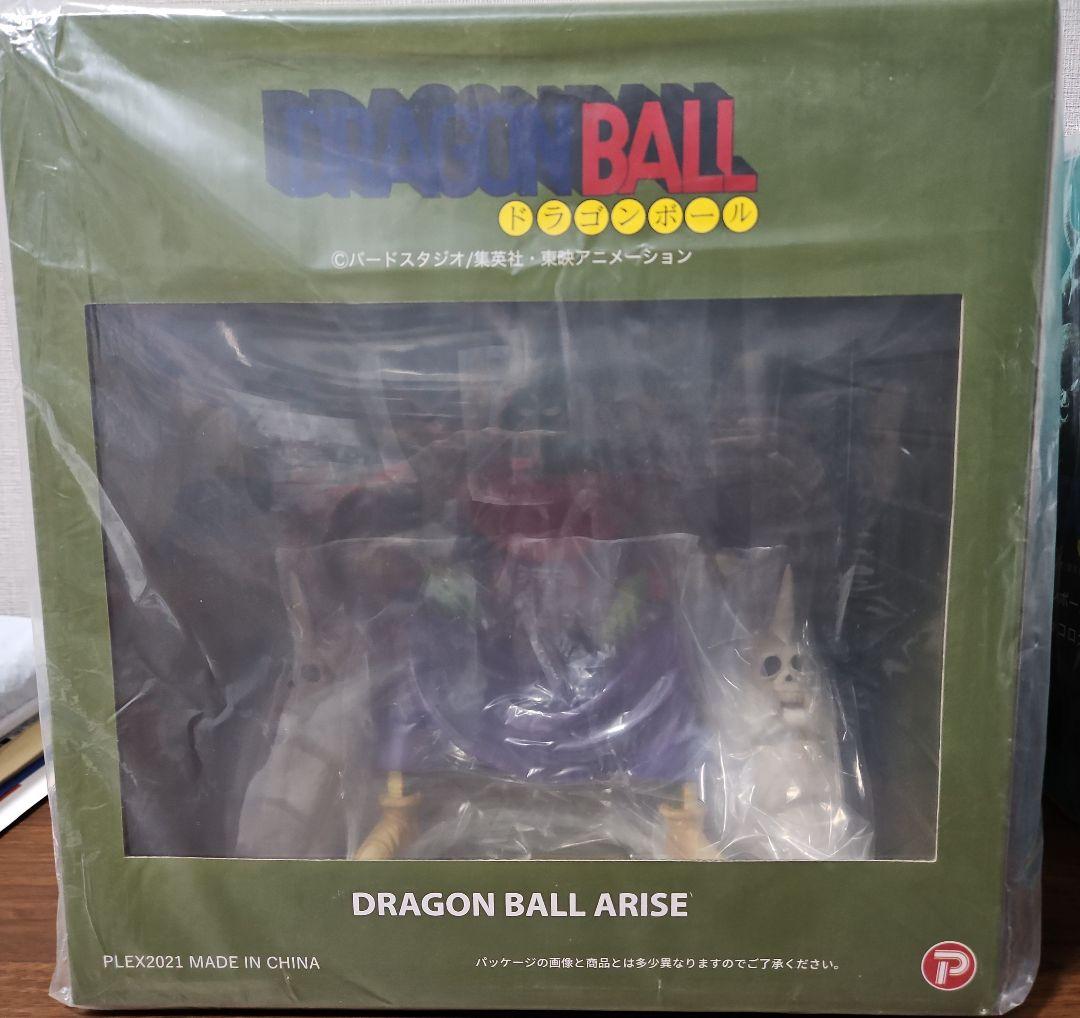 DRAGON BALL
ドラゴンボール
©バードスタジオ/集英社・東映アニメーション
DRAGON BALL ARISE
PLEX2021 MADE IN CHINA
パッケージの画像と商品とは多少異なりますのでご了承ください。
P